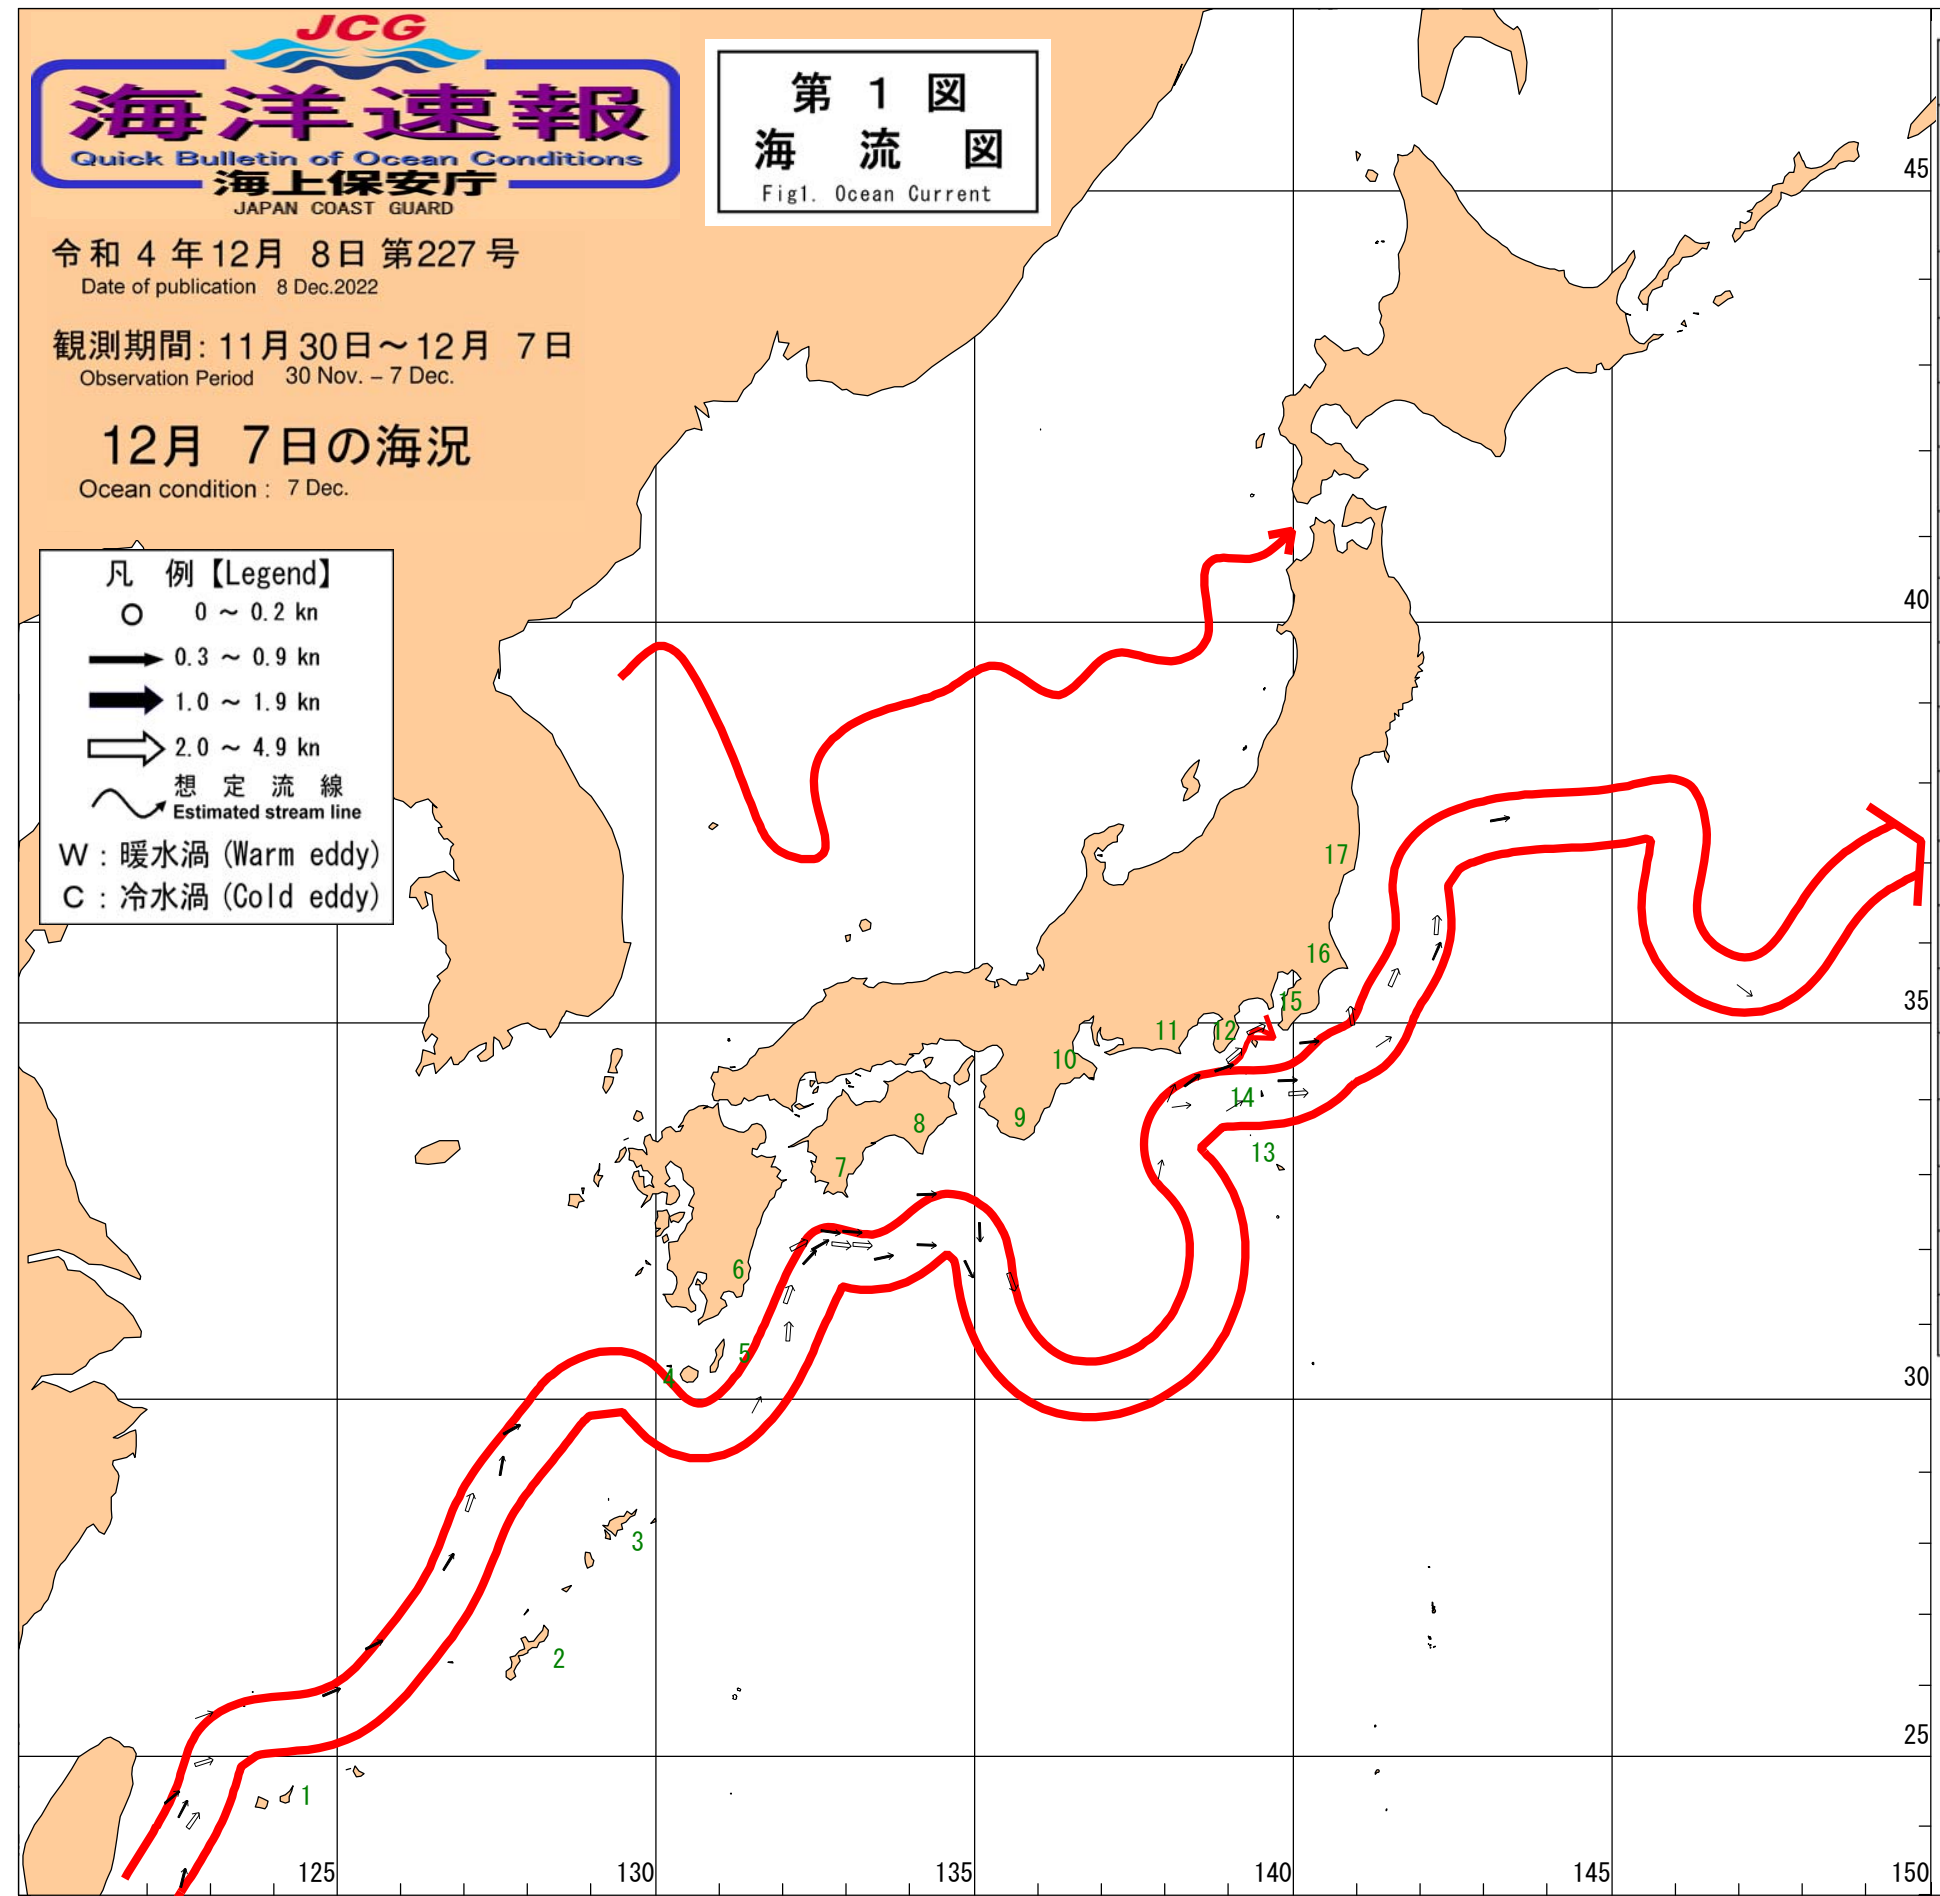 JCG
海洋速報
Quick Bulletin of Ocean Conditions
海上保安庁
JAPAN COAST GUARD
第 1 図
海 流 図
Fig1. Ocean Current
令和 4 年12月 8日 第227号
Date of publication 8 Dec.2022
観測期間: 11月30日～12月 7日
Observation Period 30 Nov. – 7 Dec.
12月 7日の海況
Ocean condition : 7 Dec.
凡 例【Legend】
0 ～ 0.2 kn
0.3 ～ 0.9 kn
1.0 ～ 1.9 kn
2.0 ～ 4.9 kn
想 定 流 線
Estimated stream line
W : 暖水渦 (Warm eddy)
C : 冷水渦 (Cold eddy)
45
40
17
16
35
15
12
11
10
14
9
8
13
7
6
5
4
30
3
2
25
1
125
130
135
140
145
150